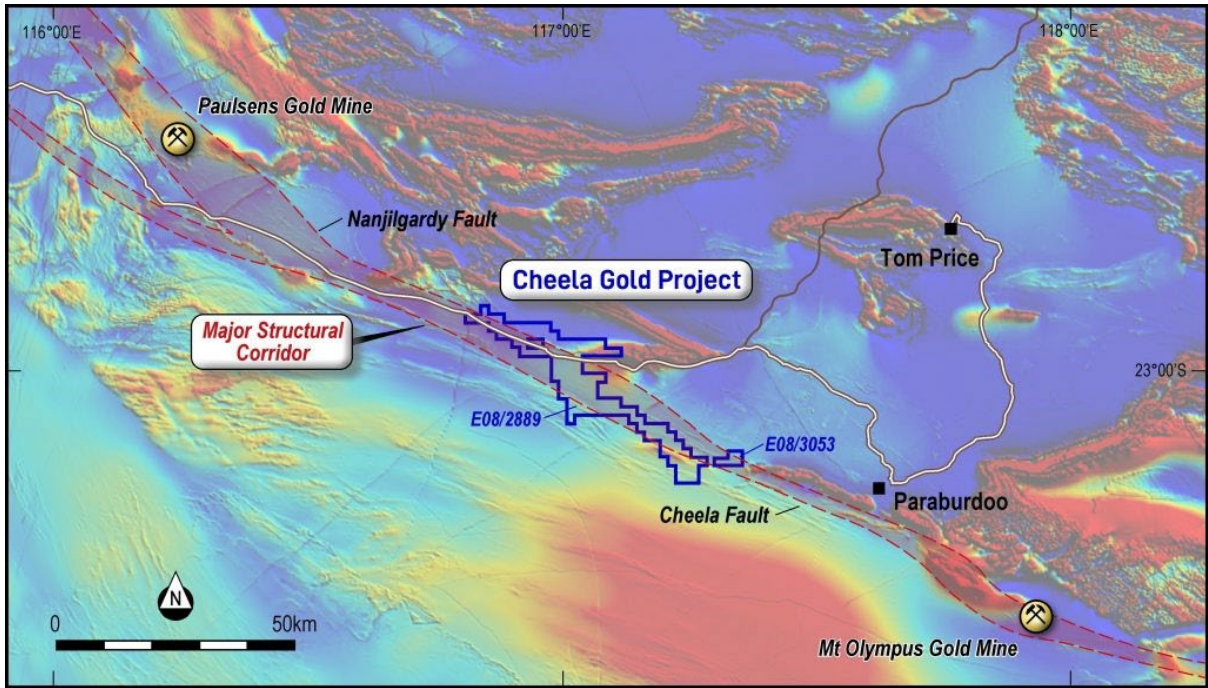 116°00'E
117°00'E
118°00'E
Paulsens Gold Mine
Nanjilgardy Fault
Tom Price
Cheela Gold Project
Major Structural
Corridor
23°00'S
E08/2889
E08/3053
Paraburdoo
Cheela Fault
N
0
50km
Mt Olympus Gold Mine